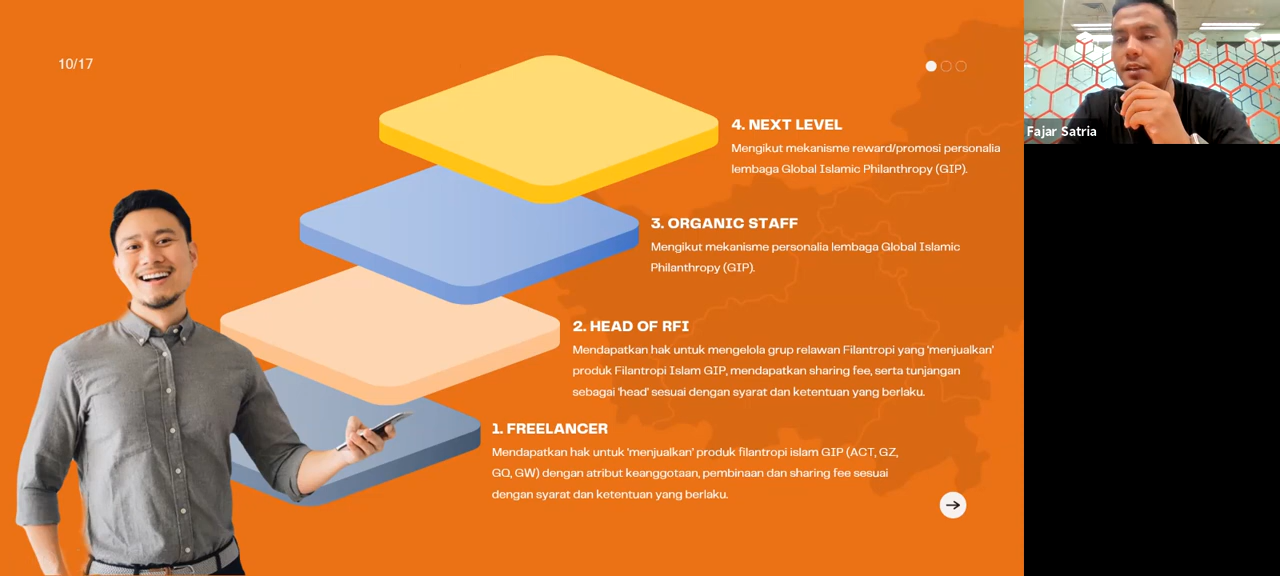 10/17
4. NEXT LEVEL
Mengikut mekanisme reward/promosi personalia
lembaga Global Islamic Philanthropy (GIP).
3. ORGANIC STAFF
Mengikut mekanisme personalia lembaga Global Islamic
Philanthropy (GIP).
2. HEAD OF RFI
Mendapatkan hak untuk mengelola grup relawan Filantropi yang 'menjualkan'
produk Filantropi Islam GIP, mendapatkan sharing fee, serta tunjangan
sebagai 'head' sesuai dengan syarat dan ketentuan yang berlaku.
1. FREELANCER
Mendapatkan hak untuk 'menjualkan' produk filantropi islam GIP (ACT, GZ,
GQ, GW) dengan atribut keanggotaan, pembinaan dan sharing fee sesuai
dengan syarat dan ketentuan yang berlaku.
Fajar Satria